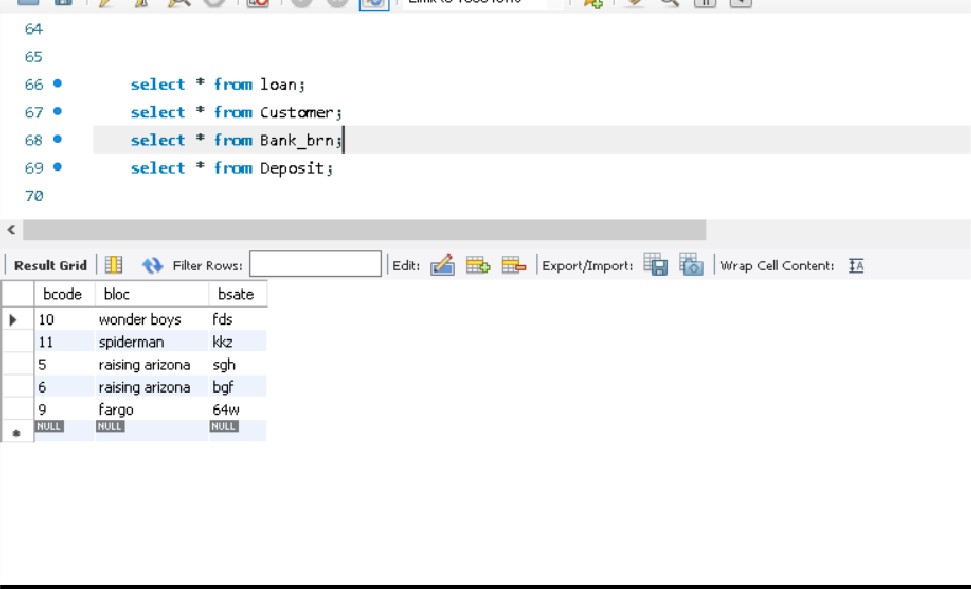 64
65
66 select * from loan;
67 select * from Customer;
68 select * from Bank_brn;
69 select * from Deposit;
70
Result Grid Filter Rows: Edit: Export/Import: Wrap Cell Content: IA
bcode bloc bsate
10 wonder boys fds
11 spiderman kkz
5 raising arizona sgh
6 raising arizona bgf
9 fargo 64w
NULL NULL NULL